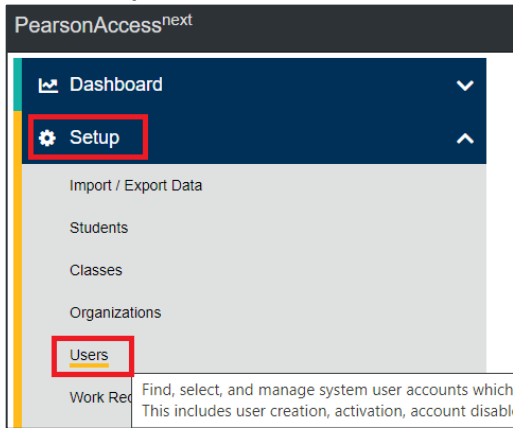 PearsonAccessnext
Dashboard
Setup
Import / Export Data
Students
Classes
Organizations
Users
Work
Find, select, and manage system user accounts which
This includes user creation, activation, account